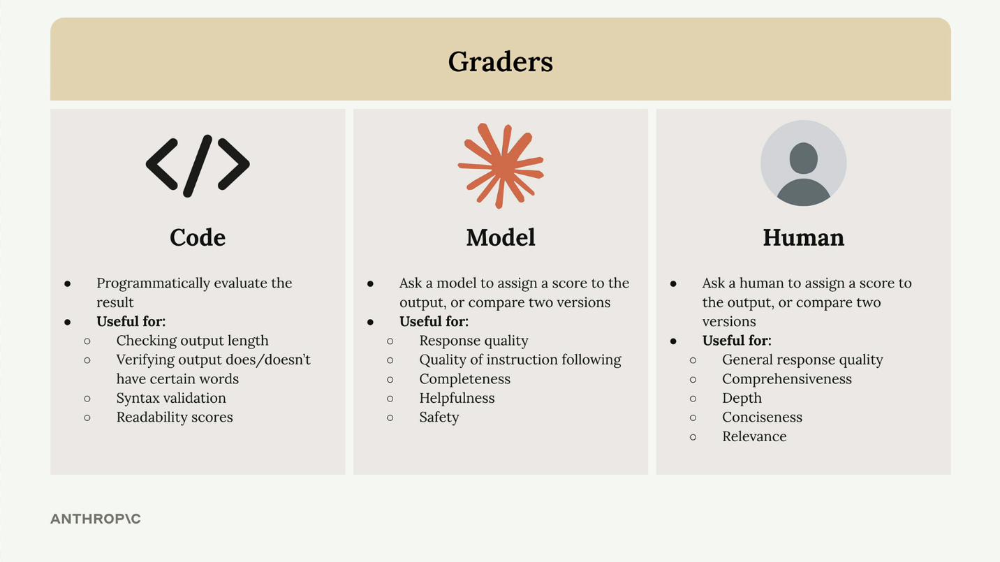 Graders
Code
● Programmatically evaluate the
result
● Useful for:
○ Checking output length
○ Verifying output does/doesn’t
have certain words
○ Syntax validation
○ Readability scores
Model
● Ask a model to assign a score to the
output, or compare two versions
● Useful for:
○ Response quality
○ Quality of instruction following
○ Completeness
○ Helpfulness
○ Safety
Human
● Ask a human to assign a score to
the output, or compare two
versions
● Useful for:
○ General response quality
○ Comprehensiveness
○ Depth
○ Conciseness
○ Relevance
ANTHROP\C